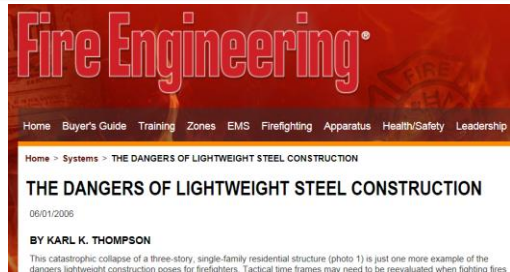 Fire Engineering®
FIRE
Home Buyer's Guide Training Zones EMS Firefighting Apparatus Health/Safety Leadership
Home > Systems > THE DANGERS OF LIGHTWEIGHT STEEL CONSTRUCTION
THE DANGERS OF LIGHTWEIGHT STEEL CONSTRUCTION
06/01/2006
BY KARL K. THOMPSON
This catastrophic collapse of a three-story, single-family residential structure (photo 1) is just one more example of the
dangers lightweight construction poses for firefighters. Tactical time frames may need to be reevaluated when fighting fires